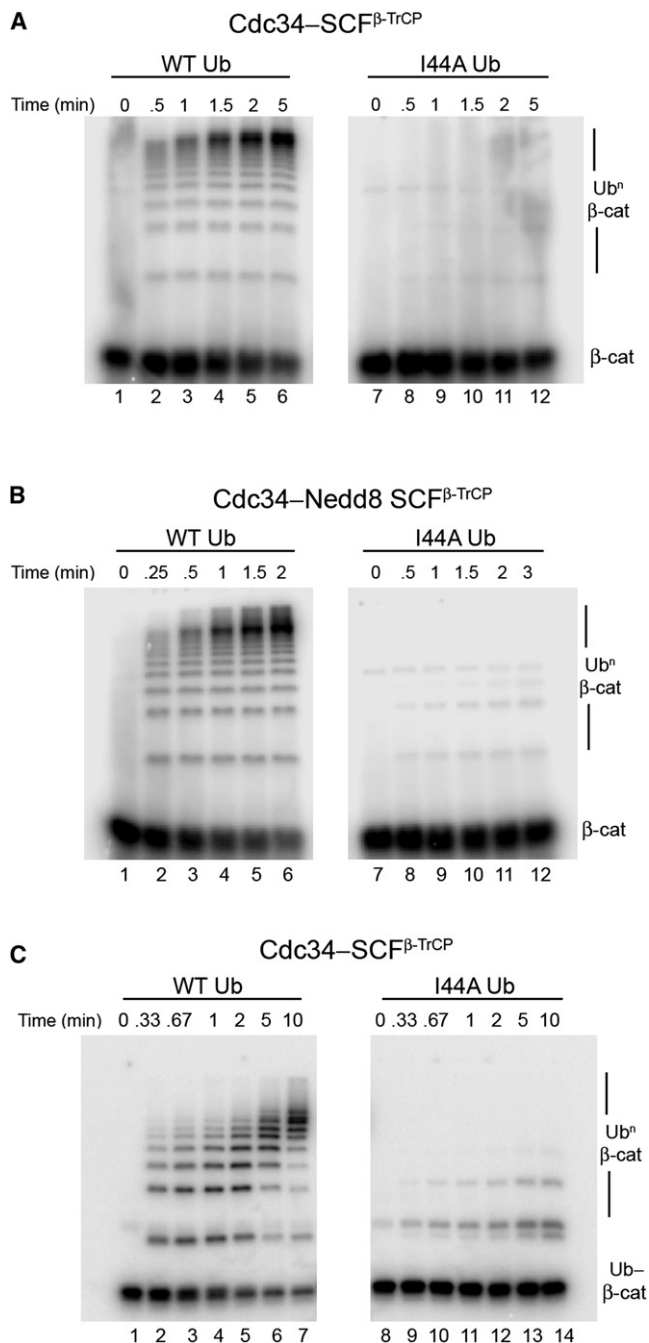 A
Cdc34–SCFβ-TrCP
WT Ub I44A Ub
Time (min) 0 .5 1 1.5 2 5 0 .5 1 1.5 2 5
Ubⁿ
β-cat
β-cat
1 2 3 4 5 6 7 8 9 10 11 12
B
Cdc34–Nedd8 SCFβ-TrCP
WT Ub I44A Ub
Time (min) 0 .25 .5 1 1.5 2 0 .5 1 1.5 2 3
Ubⁿ
β-cat
β-cat
1 2 3 4 5 6 7 8 9 10 11 12
C
Cdc34–SCFβ-TrCP
WT Ub I44A Ub
Time (min) 0 .33 .67 1 2 5 10 0 .33 .67 1 2 5 10
Ubⁿ
β-cat
Ub–
β-cat
1 2 3 4 5 6 7 8 9 10 11 12 13 14